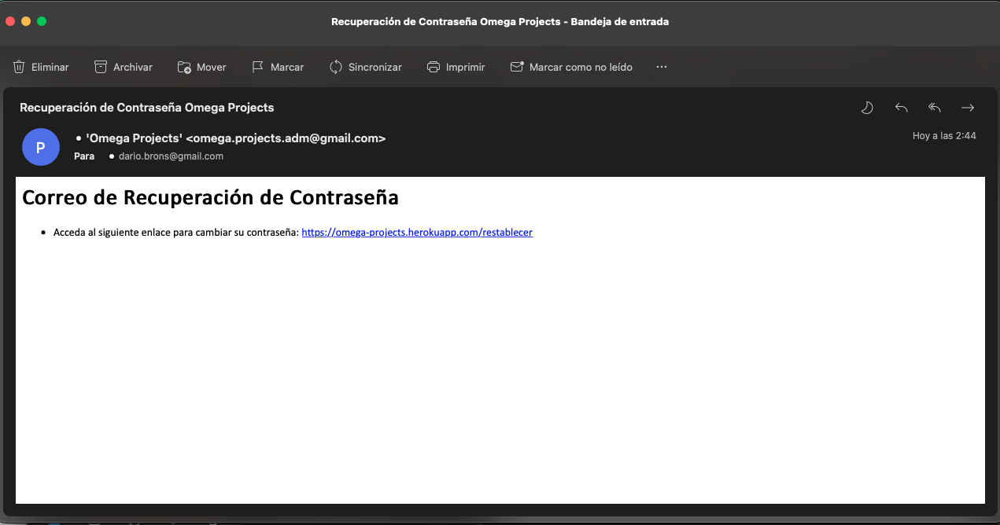 Recuperación de Contraseña Omega Projects - Bandeja de entrada
Eliminar Archivar Mover Marcar Sincronizar Imprimir Marcar como no leído ...
Recuperación de Contraseña Omega Projects
P
• 'Omega Projects' <omega.projects.adm@gmail.com>
Hoy a las 2:44
Para • dario.brons@gmail.com
Correo de Recuperación de Contraseña
• Acceda al siguiente enlace para cambiar su contraseña: https://omega-projects.herokuapp.com/restablecer